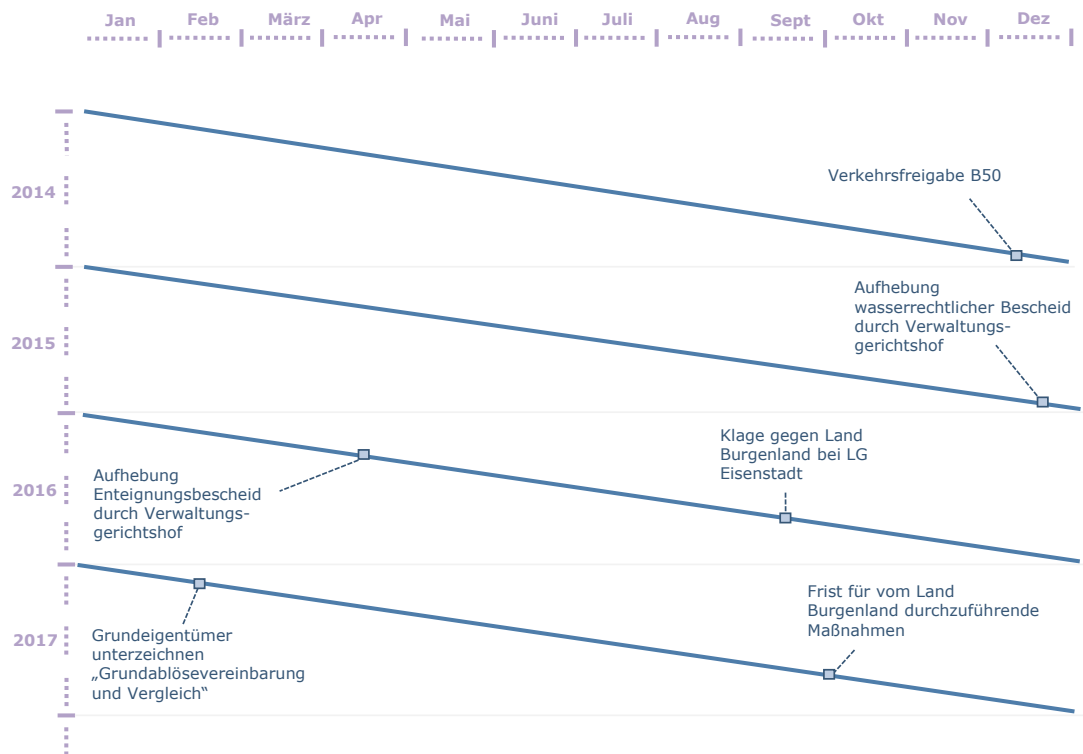 Jan Feb März Apr Mai Juni Juli Aug Sept Okt Nov Dez
2014
Verkehrsfreigabe B50
2015
Aufhebung
wasserrechtlicher Bescheid
durch Verwaltungs-
gerichtshof
2016
Aufhebung
Enteignungsbescheid
durch Verwaltungs-
gerichtshof
Klage gegen Land
Burgenland bei LG
Eisenstadt
2017
Grundeigentümer
unterzeichnen
„Grundablösevereinbarung
und Vergleich“
Frist für vom Land
Burgenland durchzuführende
Maßnahmen